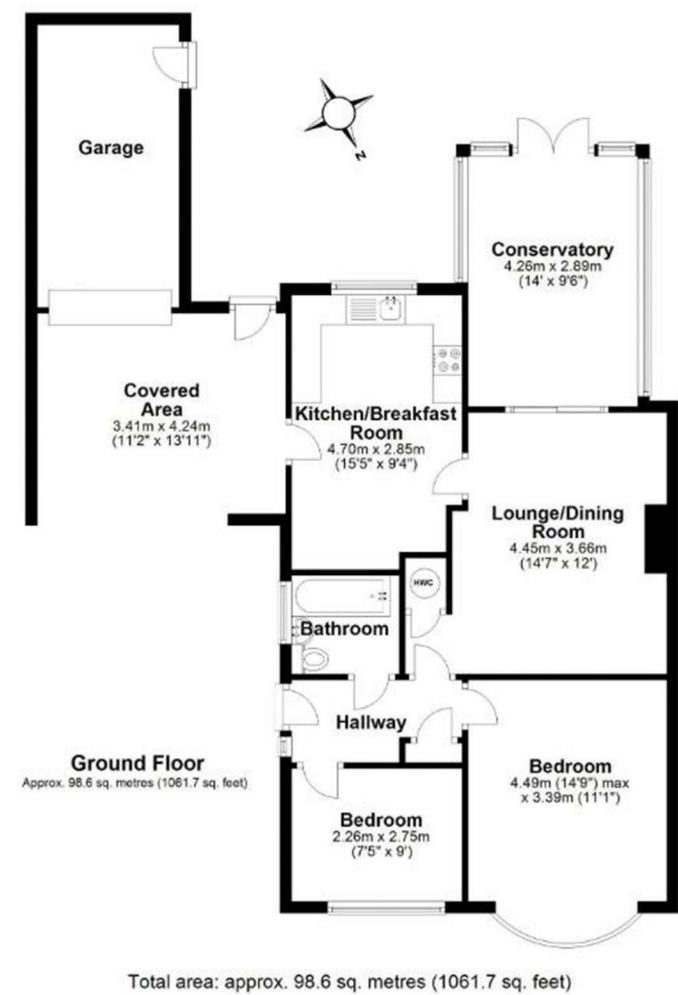 Garage
N
Conservatory
4.26m x 2.89m
(14' x 9'6")
Covered
Area
3.41m x 4.24m
(11'2" x 13'11")
Kitchen/Breakfast
Room
4.70m x 2.85m
(15'5" x 9'4")
Lounge/Dining
Room
4.45m x 3.66m
(14'7" x 12')
HWC
Bathroom
Hallway
Ground Floor
Approx. 98.6 sq. metres (1061.7 sq. feet)
Bedroom
4.49m (14'9") max
x 3.39m (11'1")
Bedroom
2.26m x 2.75m
(7'5" x 9')
Total area: approx. 98.6 sq. metres (1061.7 sq. feet)